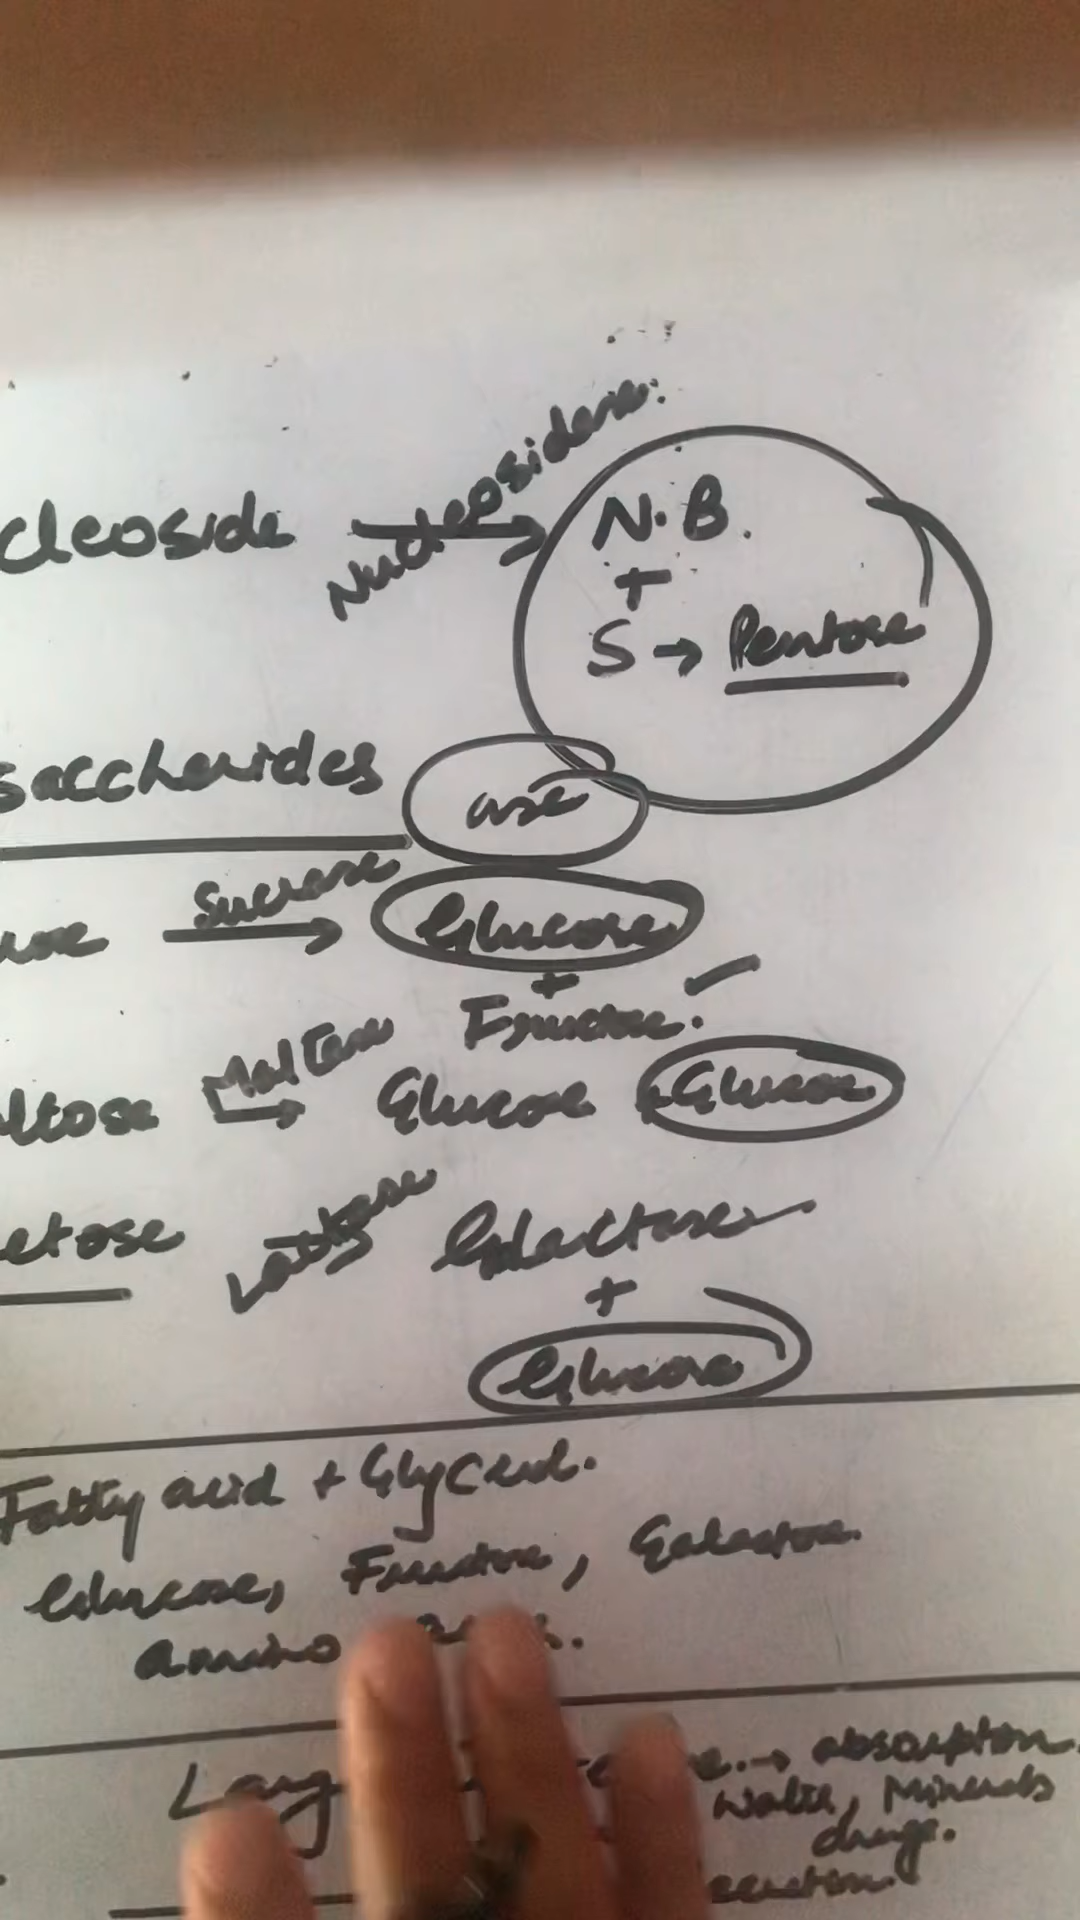 cleoside Nucleosidase. N.B.
+
S → Pentose
saccharides ase
Sucrase Glucose
+
Fructose.
ltose Maltase Glucose Glucose
ctose Lactase Galactose
+
Glucose
Fatty acid + Glycerol.
Glucose, Fructose, Galactose
amino
absorption
Water, Minerals
drugs.